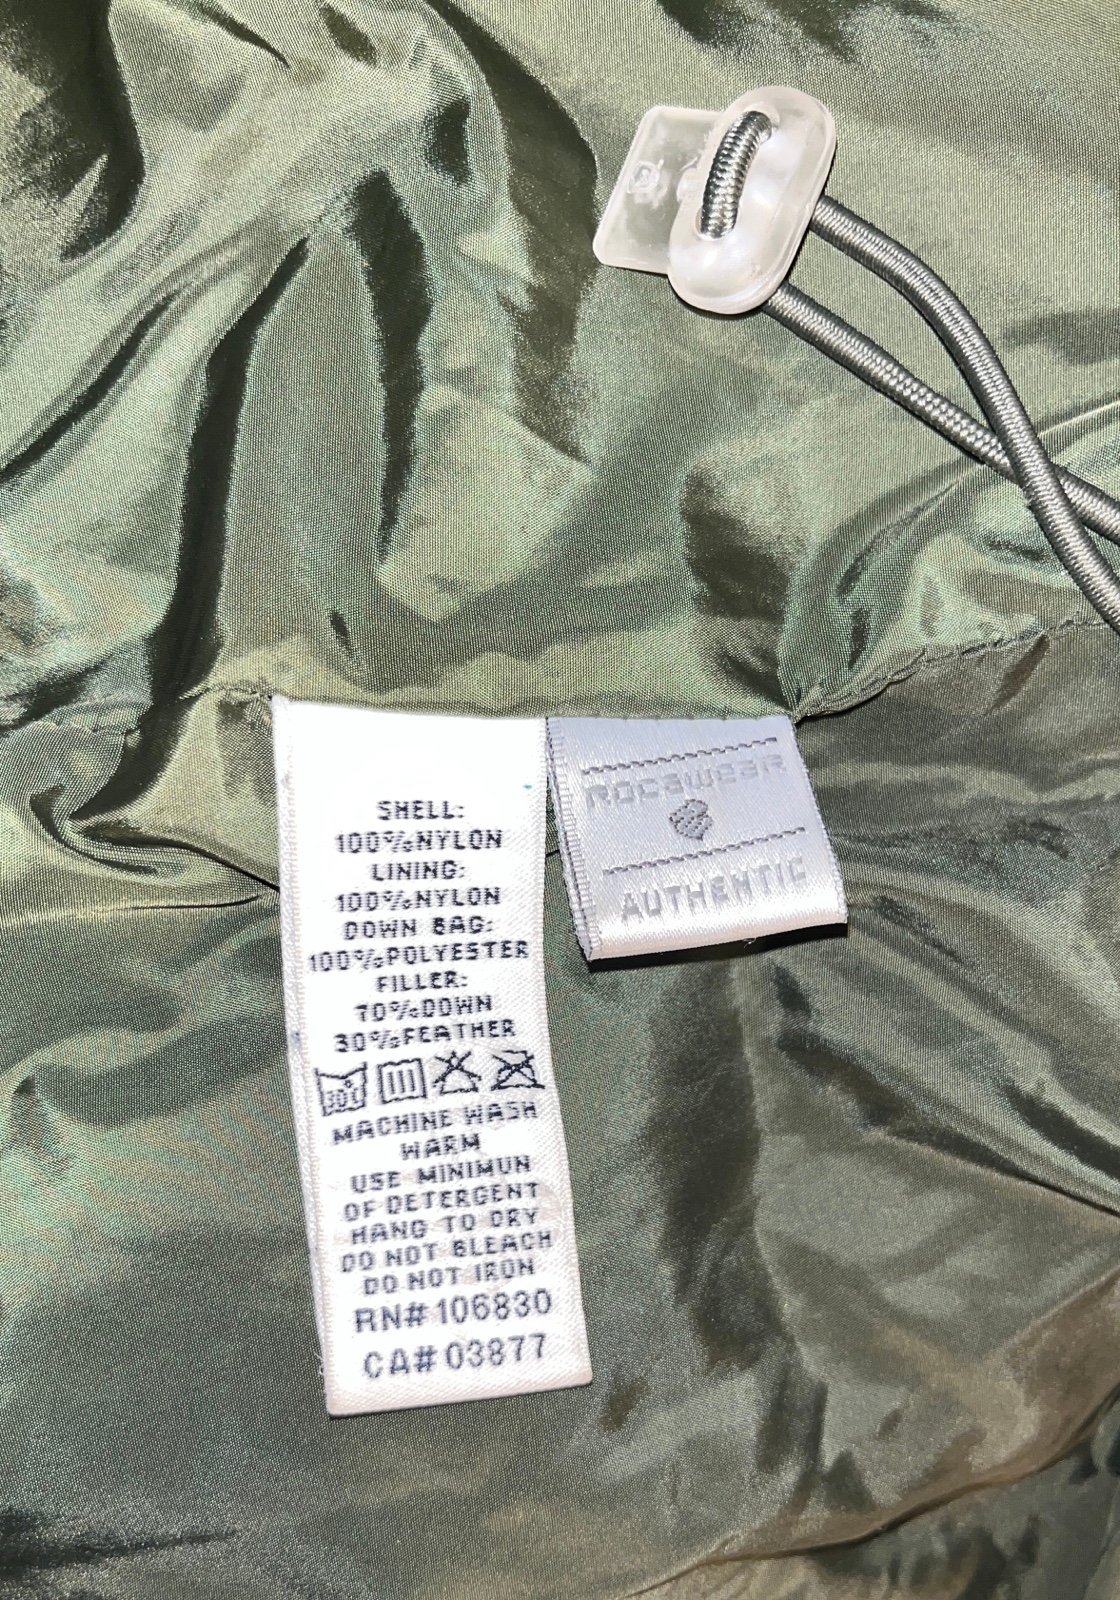 SHELL:
100%NYLON
LINING:
100%NYLON
DOWN BAG:
100%POLYESTER
FILLER:
70%DOWN
30%FEATHER
30C
MACHINE WASH
WARM
USE MINIMUN
OF DETERGENT
HANG TO DRY
DO NOT BLEACH
DO NOT IRON
RN# 106830
CA# 03877
ROCAWEAR
AUTHENTIC